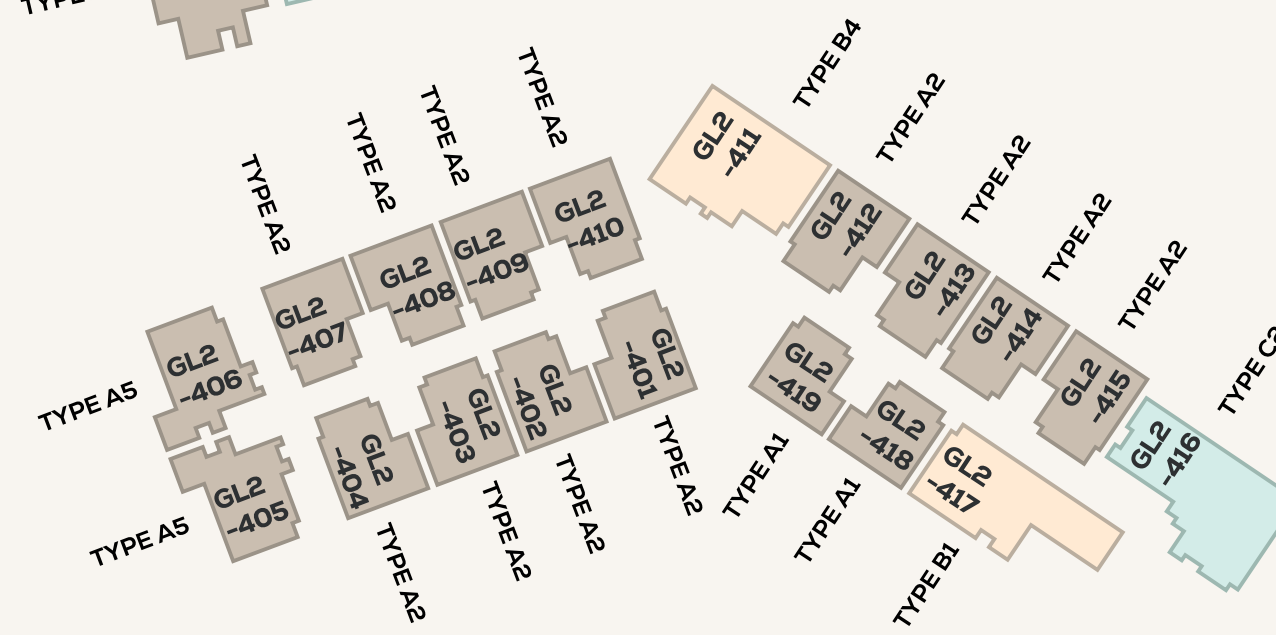 TYPE
TYPE A2
TYPE A2
TYPE A2
TYPE A2
TYPE B4
TYPE A2
TYPE A2
TYPE A2
TYPE A2
TYPE C2
GL2
-406
GL2
-407
GL2
-408
GL2
-409
GL2
-410
GL2
-411
GL2
-412
GL2
-413
GL2
-414
GL2
-415
GL2
-416
TYPE A5
TYPE A5
GL2
-405
GL2
-404
GL2
-403
GL2
-402
GL2
-401
GL2
-419
GL2
-418
GL2
-417
TYPE A2
TYPE A2
TYPE A2
TYPE A2
TYPE A1
TYPE A1
TYPE B1